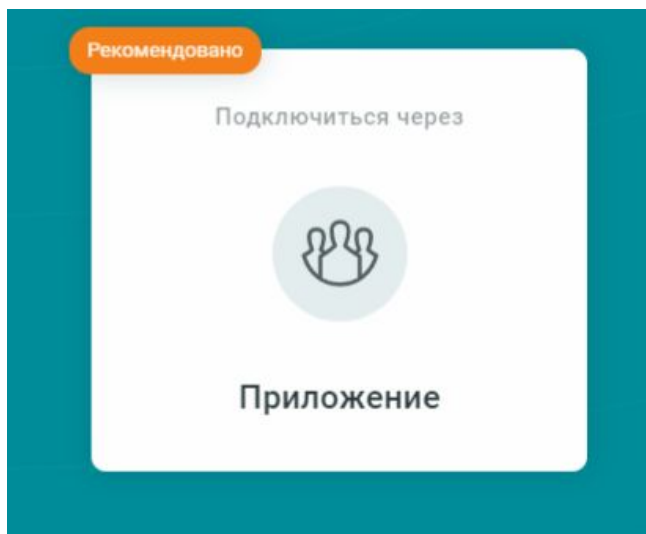 Рекомендовано
Подключиться через
Приложение